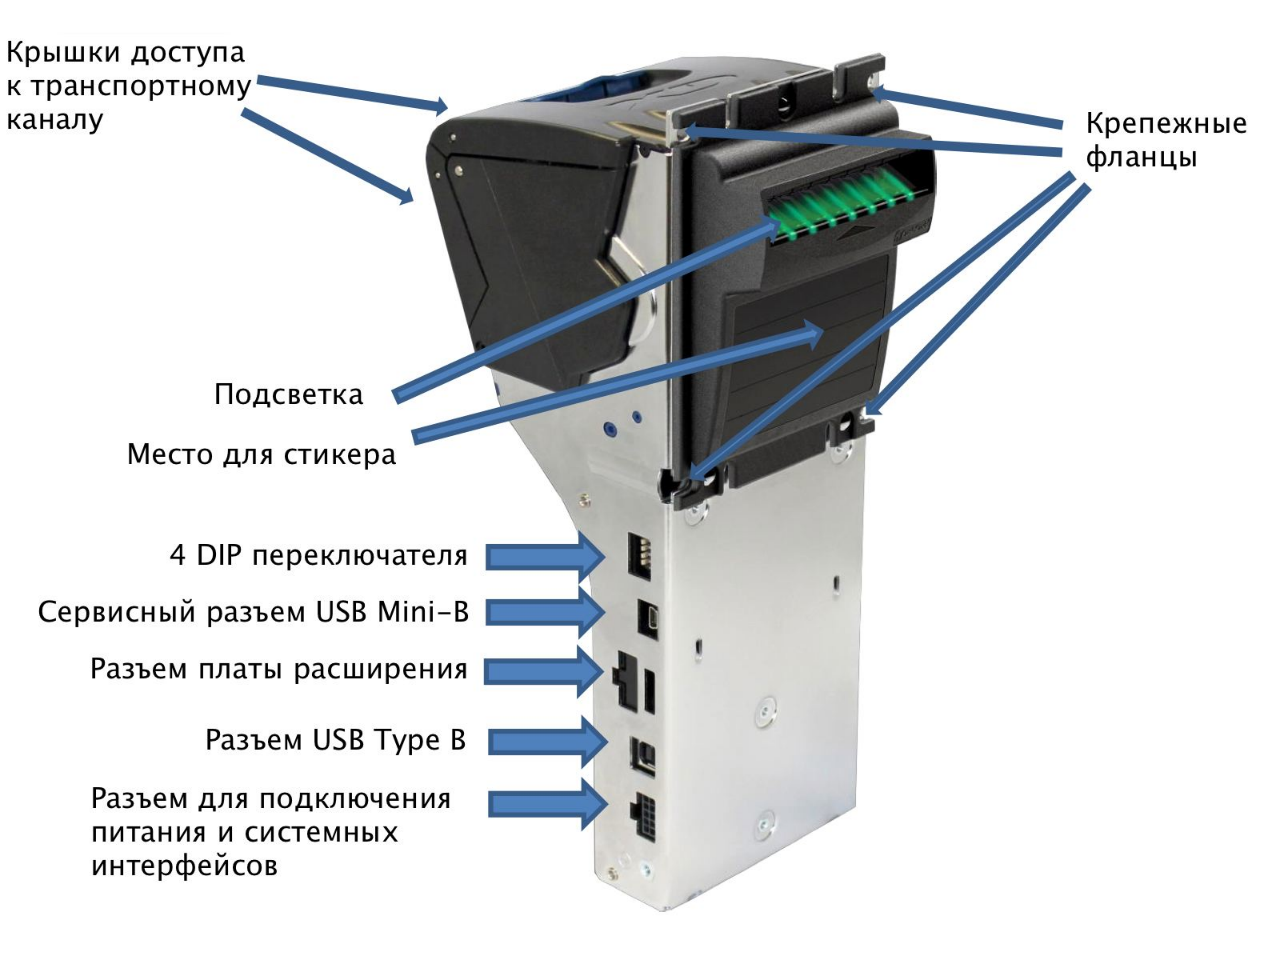 Крышки доступа
к транспортному
каналу
Крепежные
фланцы
Подсветка
Место для стикера
4 DIP переключателя
Сервисный разъем USB Mini-B
Разъем платы расширения
Разъем USB Type B
Разъем для подключения
питания и системных
интерфейсов